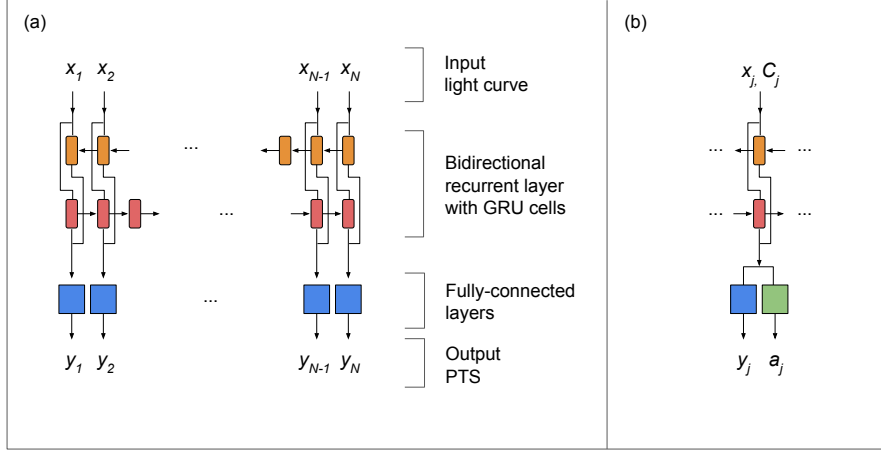 (a)
(b)
x1 x2
xN-1 xN
Input
light curve
xj, Cj
...
... ...
Bidirectional
recurrent layer
with GRU cells
...
... ...
...
Fully-connected
layers
y1 y2
yN-1 yN
Output
PTS
yj aj